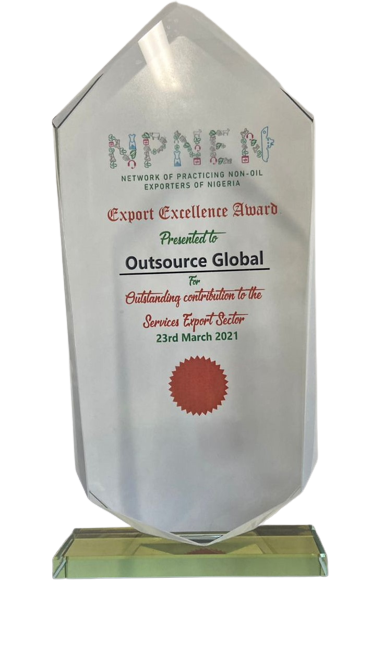 NPNEN
NETWORK OF PRACTICING NON-OIL
EXPORTERS OF NIGERIA
Export Excellence Award
Presented to
Outsource Global
For
Outstanding contribution to the
Services Export Sector
23rd March 2021